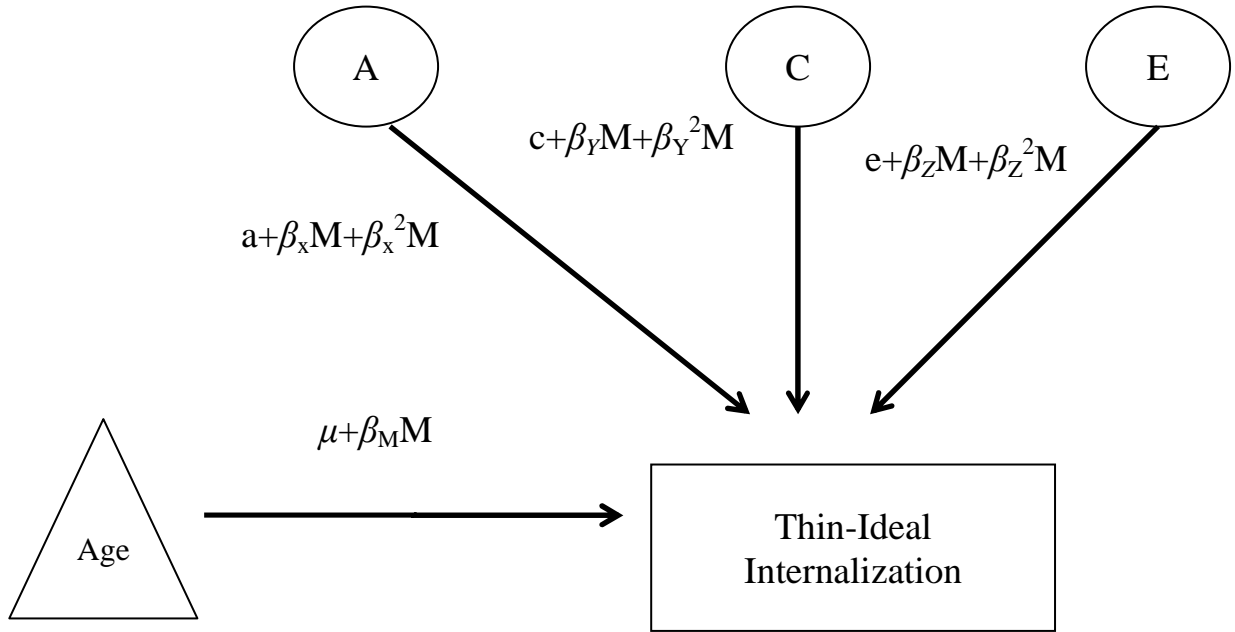 A
C
E
c+βYM+βY²M
e+βZM+βZ²M
a+βxM+βx²M
μ+βMM
Age
Thin-Ideal
Internalization